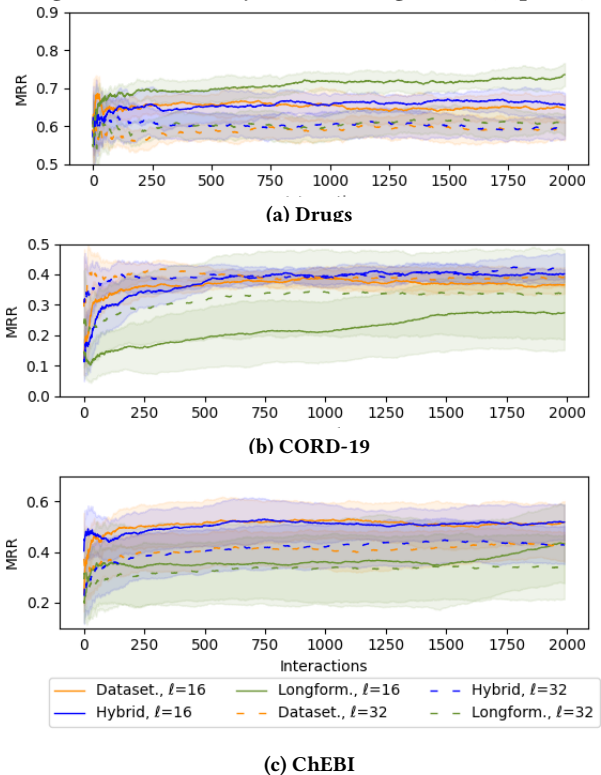 0.9
0.8
0.7
0.6
0.5
MRR
0 250 500 750 1000 1250 1500 1750 2000
(a) Drugs
0.5
0.4
0.3
0.2
0.1
0.0
MRR
0 250 500 750 1000 1250 1500 1750 2000
(b) CORD-19
0.6
0.4
0.2
MRR
0 250 500 750 1000 1250 1500 1750 2000
Interactions
Dataset., ℓ=16 Longform., ℓ=16 Hybrid, ℓ=32
Hybrid, ℓ=16 Dataset., ℓ=32 Longform., ℓ=32
(c) ChEBI